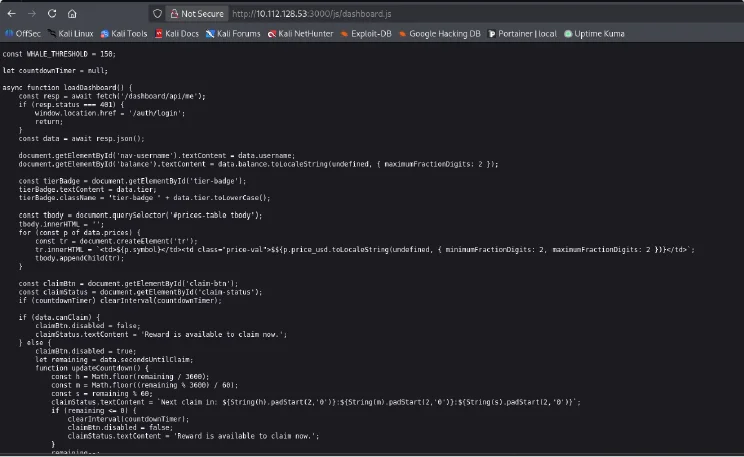 Not Secure http://10.112.128.53:3000/js/dashboard.js
OffSec Kali Linux Kali Tools Kali Docs Kali Forums Kali NetHunter Exploit-DB Google Hacking DB Portainer | local Uptime Kuma
const WHALE_THRESHOLD = 150;
let countdownTimer = null;
async function loadDashboard() {
    const resp = await fetch('/dashboard/api/me');
    if (resp.status === 401) {
        window.location.href = '/auth/login';
        return;
    }
    const data = await resp.json();
    document.getElementById('nav-username').textContent = data.username;
    document.getElementById('balance').textContent = data.balance.toLocaleString(undefined, { maximumFractionDigits: 2 });
    const tierBadge = document.getElementById('tier-badge');
    tierBadge.textContent = data.tier;
    tierBadge.className = 'tier-badge ' + data.tier.toLowerCase();
    const tbody = document.querySelector('#prices-table tbody');
    tbody.innerHTML = '';
    for (const p of data.prices) {
        const tr = document.createElement('tr');
        tr.innerHTML = `<td>${p.symbol}</td><td class="price-val">$${p.price_usd.toLocaleString(undefined, { minimumFractionDigits: 2, maximumFractionDigits: 2 })}</td>`;
        tbody.appendChild(tr);
    }
    const claimBtn = document.getElementById('claim-btn');
    const claimStatus = document.getElementById('claim-status');
    if (countdownTimer) clearInterval(countdownTimer);
    if (data.canClaim) {
        claimBtn.disabled = false;
        claimStatus.textContent = 'Reward is available to claim now.';
    } else {
        claimBtn.disabled = true;
        let remaining = data.secondsUntilClaim;
        function updateCountdown() {
            const h = Math.floor(remaining / 3600);
            const m = Math.floor((remaining % 3600) / 60);
            const s = remaining % 60;
            claimStatus.textContent = `Next claim in: ${String(h).padStart(2,'0')}:${String(m).padStart(2,'0')}:${String(s).padStart(2,'0')}`;
            if (remaining <= 0) {
                clearInterval(countdownTimer);
                claimBtn.disabled = false;
                claimStatus.textContent = 'Reward is available to claim now.';
            }
            remaining--;